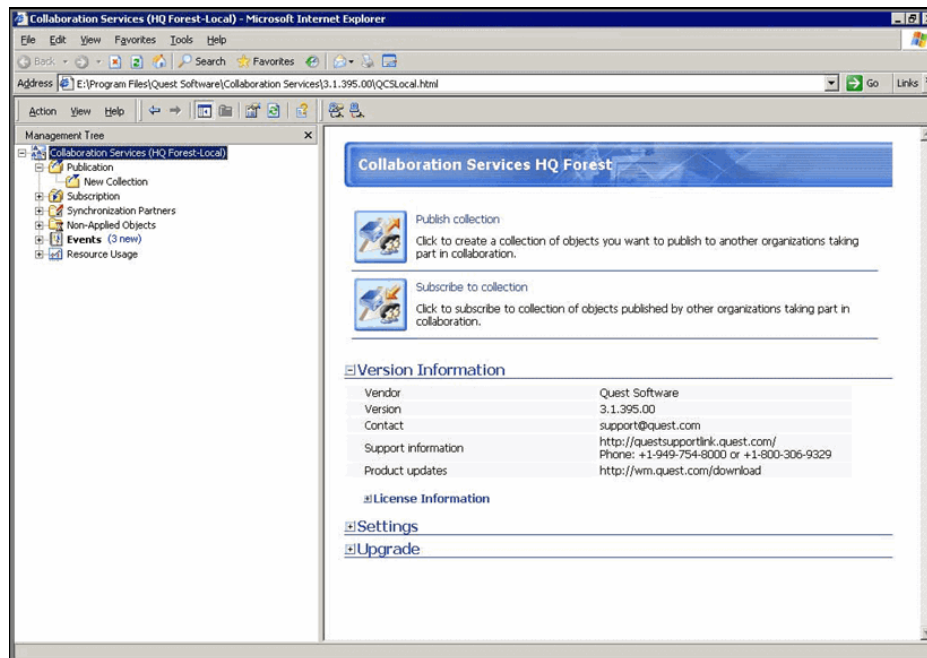 Collaboration Services (HQ Forest-Local) - Microsoft Internet Explorer
File Edit View Favorites Tools Help
Back Search Favorites
Address E:\Program Files\Quest Software\Collaboration Services\3.1.395.00\QCSLocal.html Go Links
Action View Help
Management Tree
Collaboration Services (HQ Forest-Local)
Publication
New Collection
Subscription
Synchronization Partners
Non-Applied Objects
Events (3 new)
Resource Usage
Collaboration Services HQ Forest
Publish collection
Click to create a collection of objects you want to publish to another organizations taking
part in collaboration.
Subscribe to collection
Click to subscribe to collection of objects published by other organizations taking part in
collaboration.
Version Information
Vendor Quest Software
Version 3.1.395.00
Contact support@quest.com
Support information http://questsupportlink.quest.com/
Phone: +1-949-754-8000 or +1-800-306-9329
Product updates http://wm.quest.com/download
License Information
Settings
Upgrade